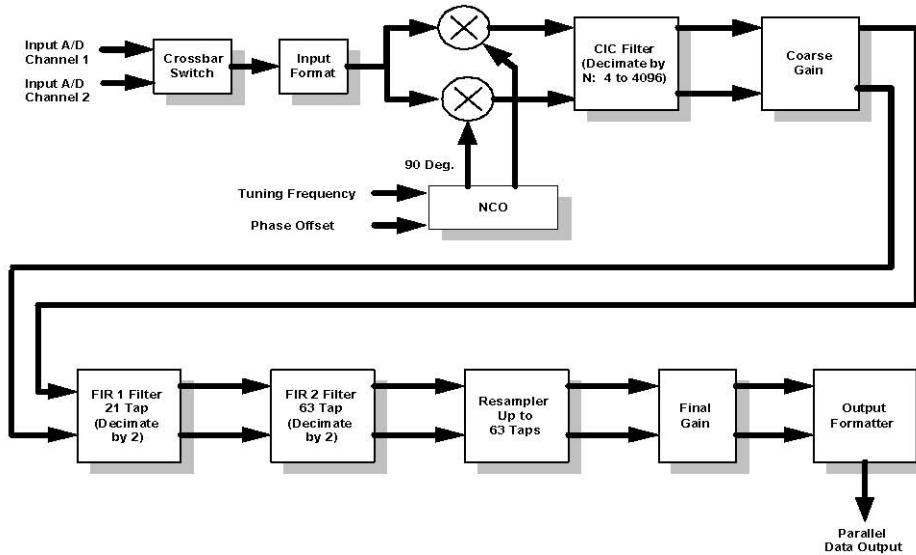 Input A/D
Channel 1
Input A/D
Channel 2
Crossbar
Switch
Input
Format
CIC Filter
(Decimate by
N: 4 to 4096)
Coarse
Gain
90 Deg.
Tuning Frequency
Phase Offset
NCO
FIR 1 Filter
21 Tap
(Decimate
by 2)
FIR 2 Filter
63 Tap
(Decimate
by 2)
Resampler
Up to
63 Taps
Final
Gain
Output
Formatter
Parallel
Data Output